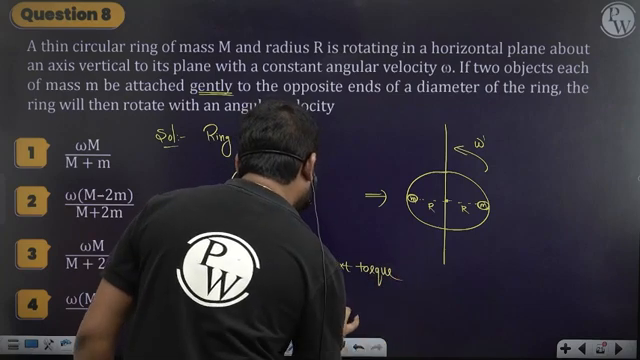 Question 8
PW
A thin circular ring of mass M and radius R is rotating in a horizontal plane about
an axis vertical to its plane with a constant angular velocity ω. If two objects each
of mass m be attached gently to the opposite ends of a diameter of the ring, the
ring will then rotate with an angular velocity
Sol:- Ring
ω'
1 ωM
M + m
2 ω(M–2m)
M+2m
⇒ m R R m
3 ωM
M + 2
torque
4 ω(M
PW